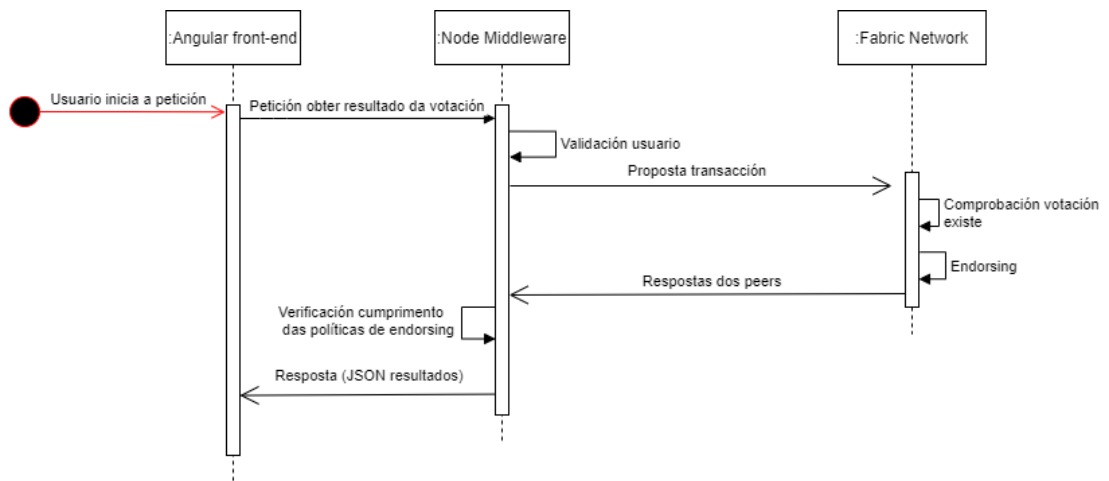 :Angular front-end
:Node Middleware
:Fabric Network
Usuario inicia a petición
Petición obter resultado da votación
Validación usuario
Proposta transacción
Comprobación votación
existe
Endorsing
Respostas dos peers
Verificación cumprimento
das políticas de endorsing
Resposta (JSON resultados)